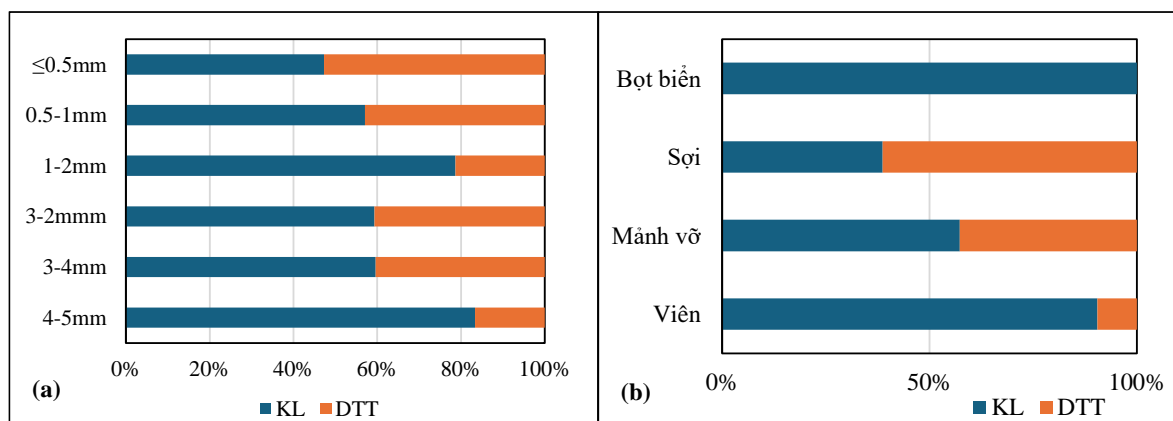 ≤0.5mm
0.5-1mm
1-2mm
3-2mmm
3-4mm
4-5mm
0% 20% 40% 60% 80% 100%
(a)
KL DTT
Bọt biển
Sợi
Mảnh vỡ
Viên
0% 50% 100%
(b)
KL DTT